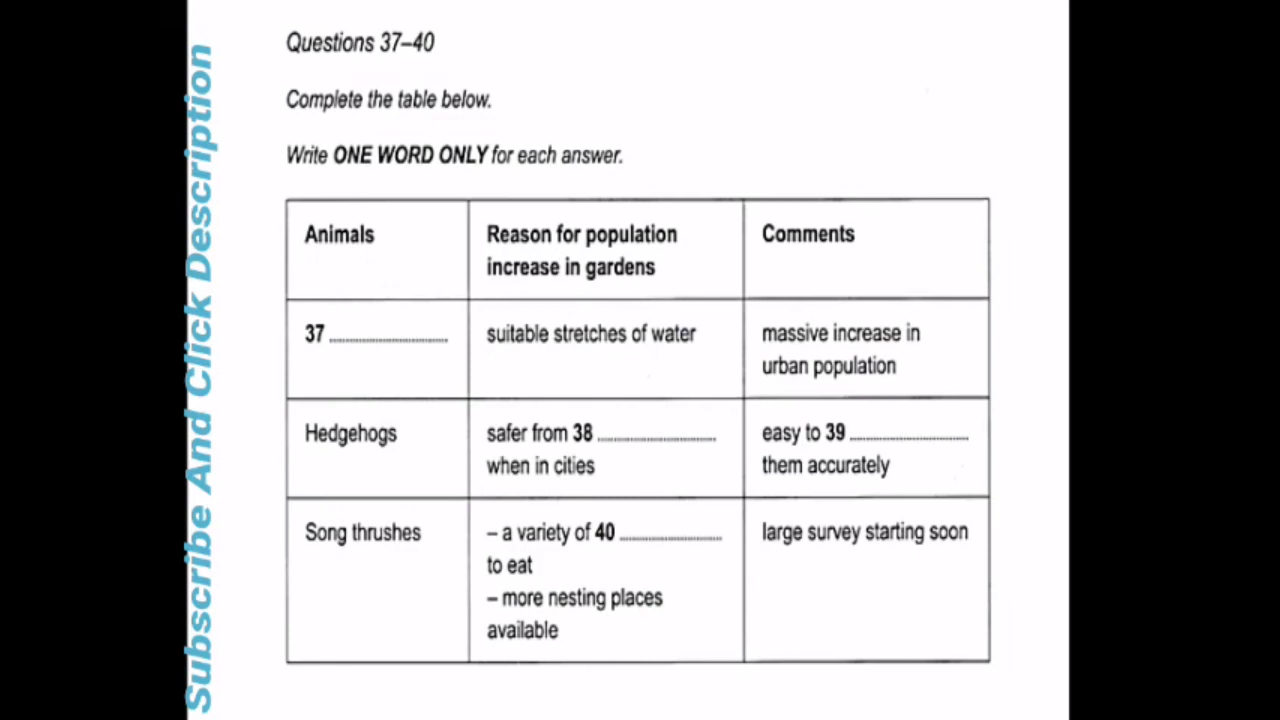 Subscribe And Click Description
Questions 37–40
Complete the table below.
Write ONE WORD ONLY for each answer.
Animals
Reason for population
increase in gardens
Comments
37 ........................
suitable stretches of water
massive increase in
urban population
Hedgehogs
safer from 38 ........................
when in cities
easy to 39 ........................
them accurately
Song thrushes
– a variety of 40 ........................
to eat
– more nesting places
available
large survey starting soon